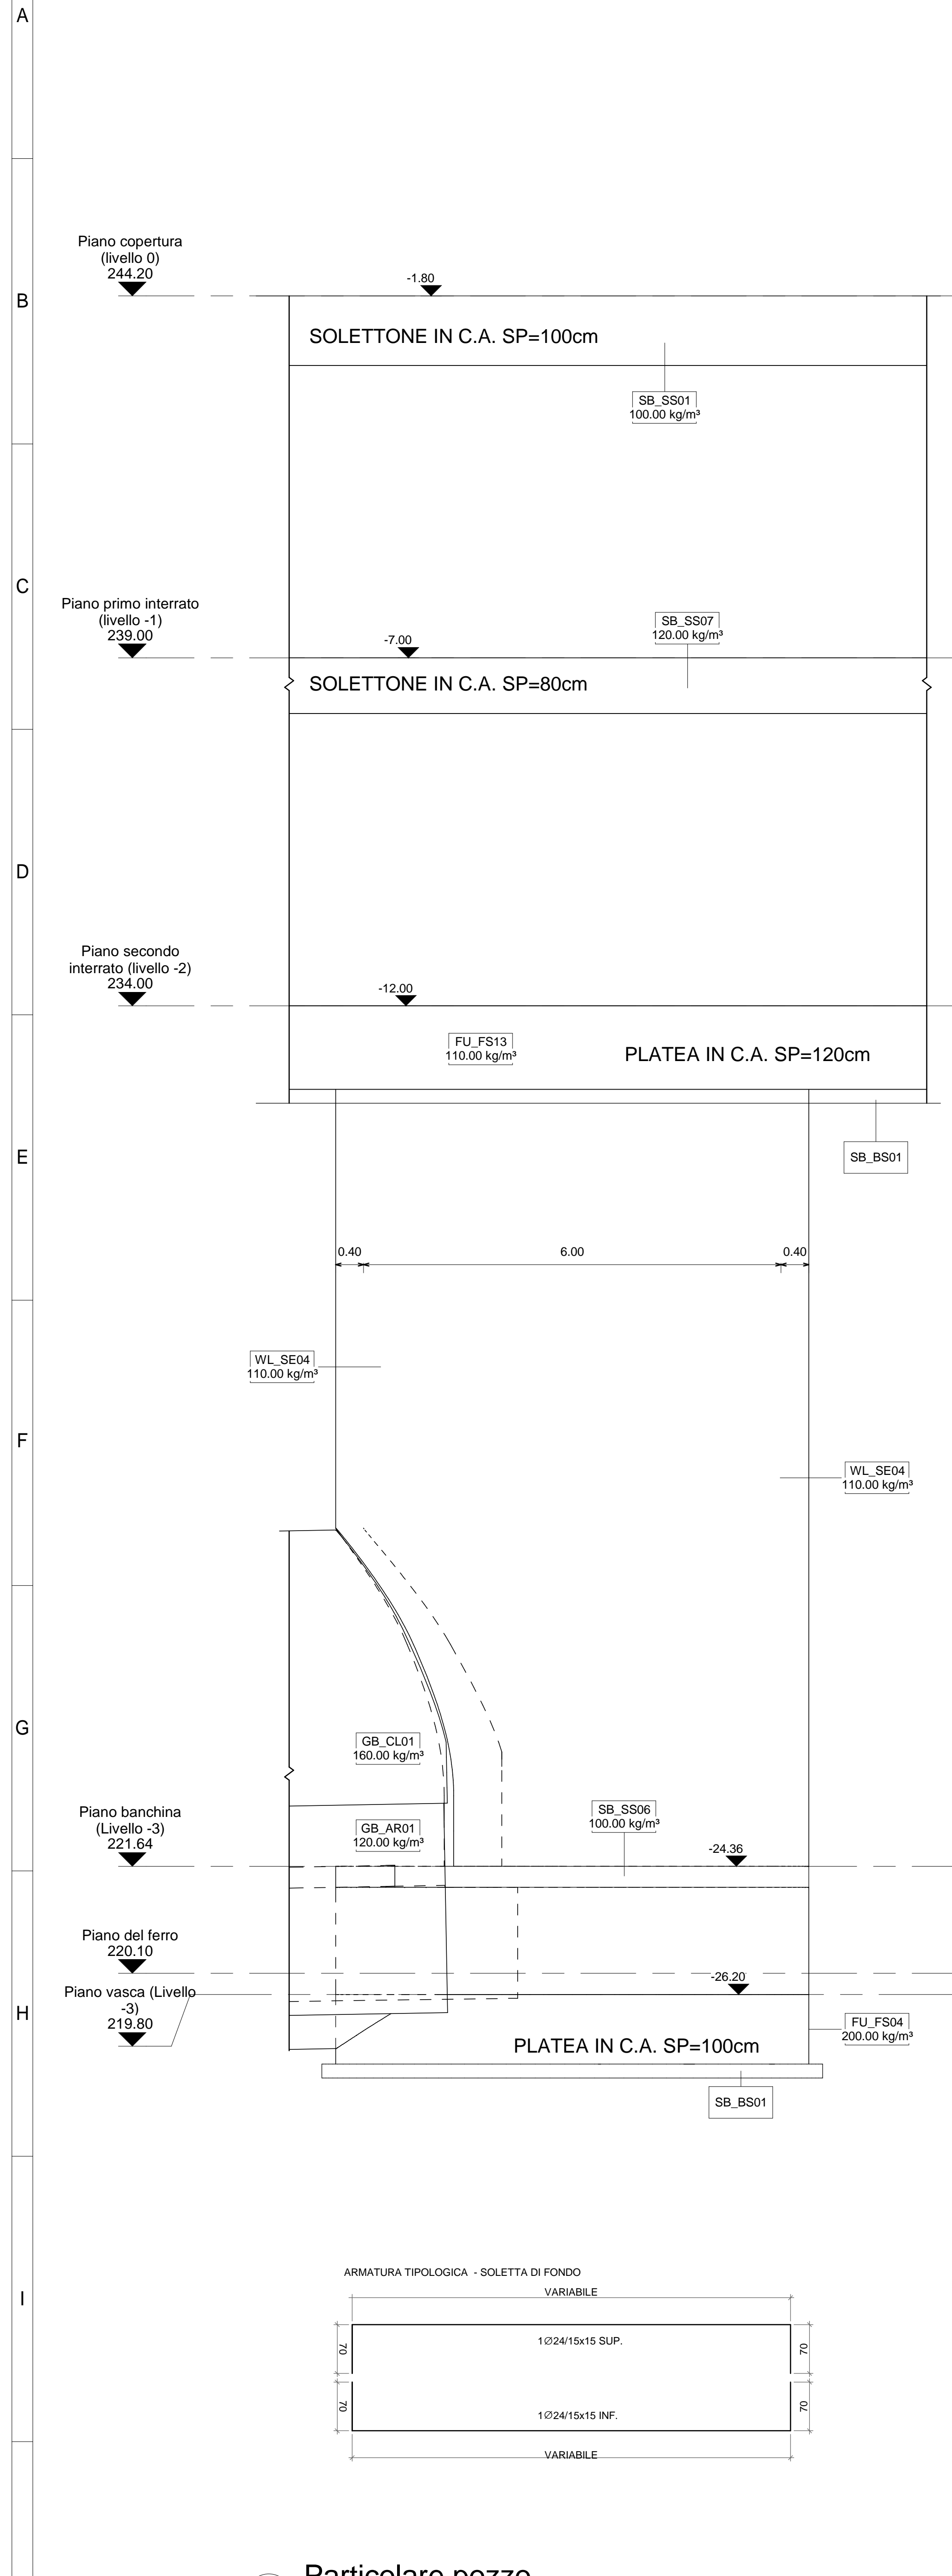 A
Piano copertura
(livello 0)
244.20
-1.80
B
SOLETTONE IN C.A. SP=100cm
SB_SS01
100.00 kg/m³
C
Piano primo interrato
(livello -1)
239.00
SB_SS07
120.00 kg/m³
-7.00
SOLETTONE IN C.A. SP=80cm
D
Piano secondo
interrato (livello -2)
234.00
-12.00
FU_FS13
110.00 kg/m³
PLATEA IN C.A. SP=120cm
E
SB_BS01
0.40
6.00
0.40
WL_SE04
110.00 kg/m³
F
WL_SE04
110.00 kg/m³
G
GB_CL01
160.00 kg/m³
Piano banchina
(Livello -3)
221.64
GB_AR01
120.00 kg/m³
SB_SS06
100.00 kg/m³
-24.36
Piano del ferro
220.10
-26.20
Piano vasca (Livello
-3)
219.80
H
FU_FS04
200.00 kg/m³
PLATEA IN C.A. SP=100cm
SB_BS01
ARMATURA TIPOLOGICA - SOLETTA DI FONDO
VARIABILE
I
70
1∅24/15x15 SUP.
70
70
1∅24/15x15 INF.
70
VARIABILE
Particolare pozzo